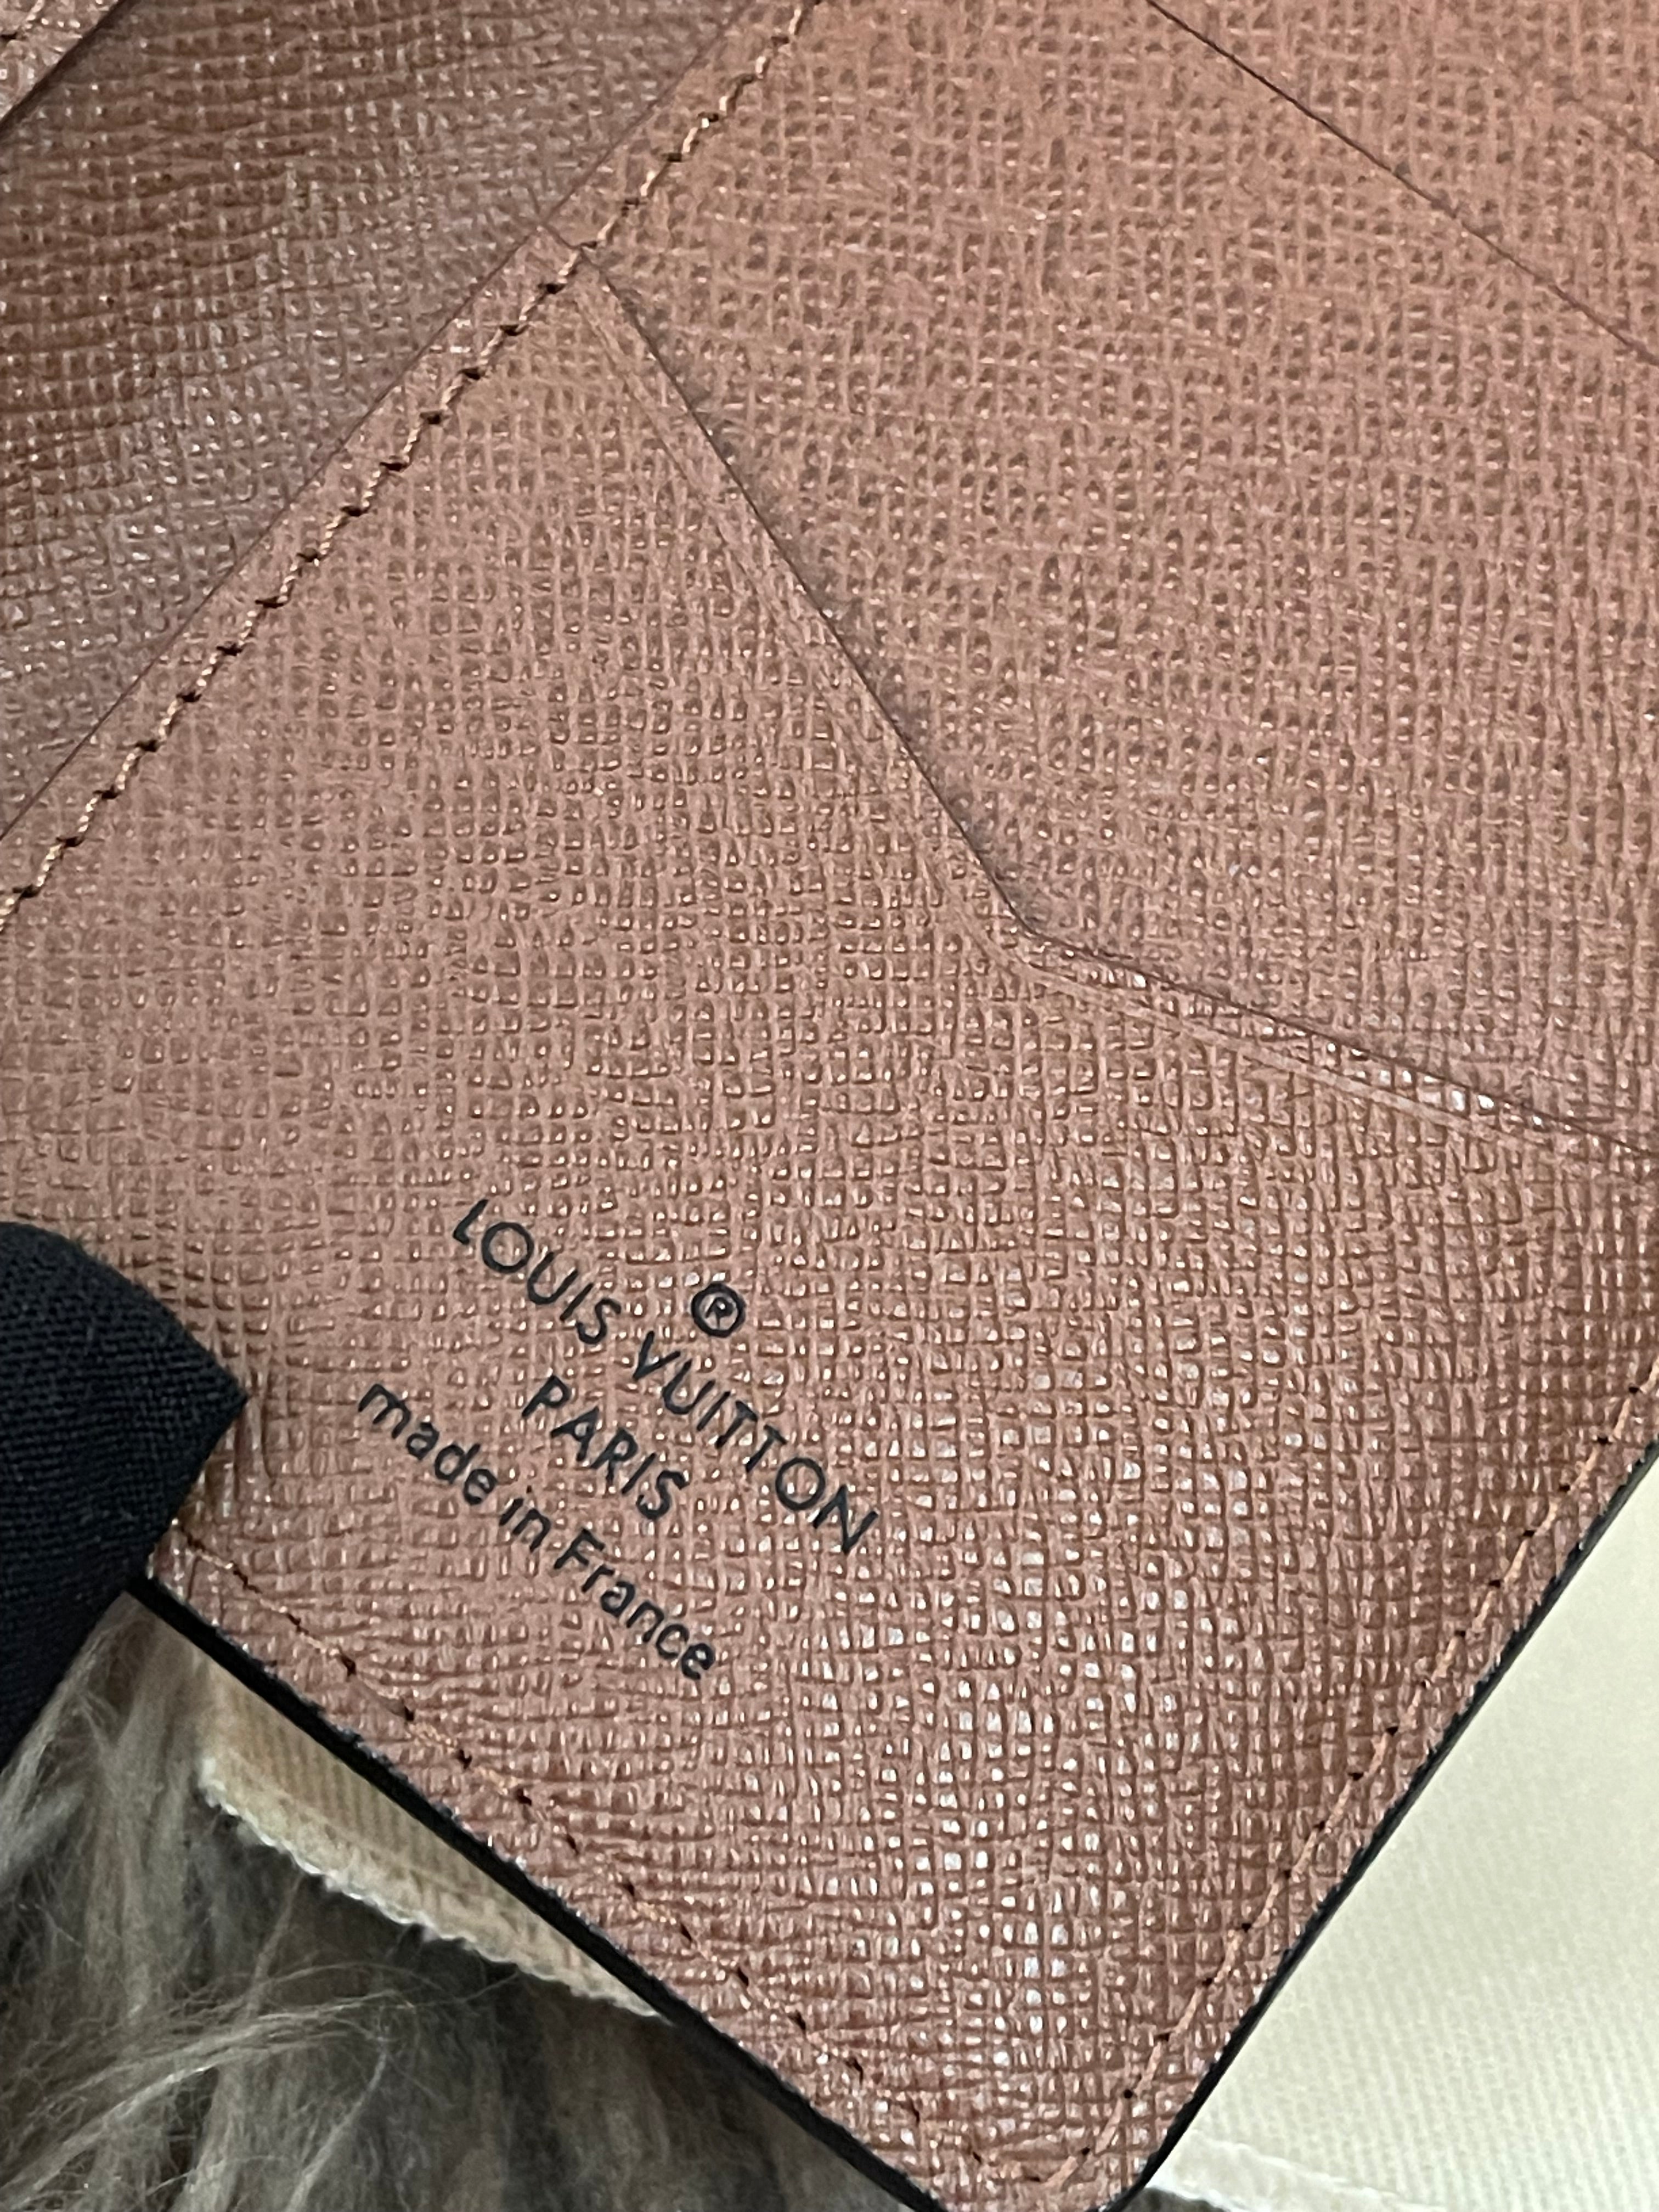 ®
LOUIS VUITTON
PARIS
made in France